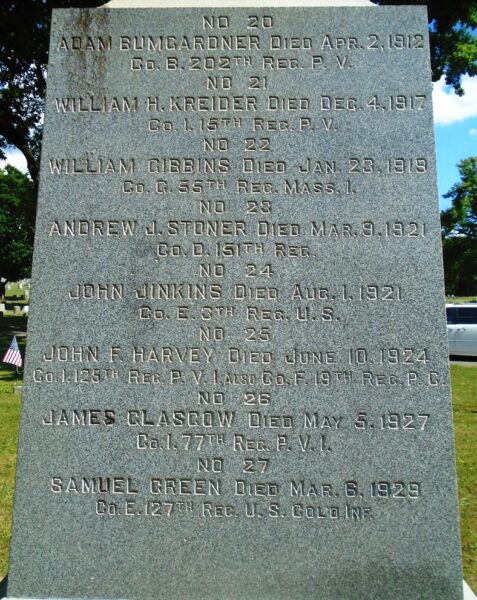 NO 20
ADAM BUMGARDNER DIED APR. 2, 1912
CO. B. 202TH REG. P. V.
NO 21
WILLIAM H. KREIDER DIED DEC. 4, 1917
CO. I. 15TH REG. P. V.
NO 22
WILLIAM GIBBINS DIED JAN. 23, 1919
CO. G. 55TH REG. MASS. I.
NO 23
ANDREW J. STONER DIED MAR. 9, 1921
CO. D. 151TH REG.
NO 24
JOHN JINKINS DIED AUG. 1, 1921
CO. E. 8TH REG. U. S.
NO 25
JOHN F. HARVEY DIED JUNE 10, 1924
CO. I. 125TH REG. P. V. I. ALSO CO. F. 19TH REG. P. G.
NO 26
JAMES GLASGOW DIED MAY 5, 1927
CO. I. 77TH REG. P. V. I.
NO 27
SAMUEL GREEN DIED MAR. 6, 1929
CO. E. 127TH REG. U. S. COLD INF.